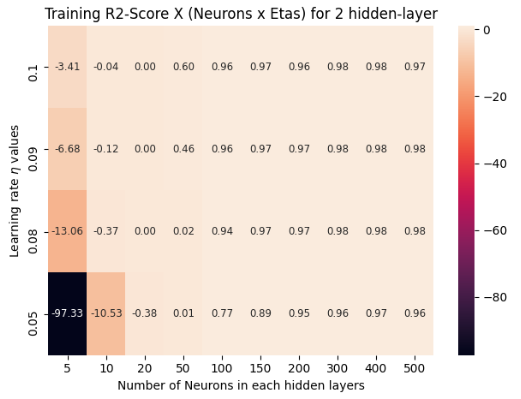 Training R2-Score X (Neurons x Etas) for 2 hidden-layer
Learning rate η values
0.1 -3.41 -0.04 0.00 0.60 0.96 0.97 0.96 0.98 0.98 0.97
0.09 -6.68 -0.12 0.00 0.46 0.96 0.97 0.97 0.98 0.98 0.98
0.08 -13.06 -0.37 0.00 0.02 0.94 0.97 0.97 0.98 0.98 0.98
0.05 -97.33 -10.53 -0.38 0.01 0.77 0.89 0.95 0.96 0.97 0.96
5 10 20 50 100 150 200 300 400 500
Number of Neurons in each hidden layers
0
−20
−40
−60
−80